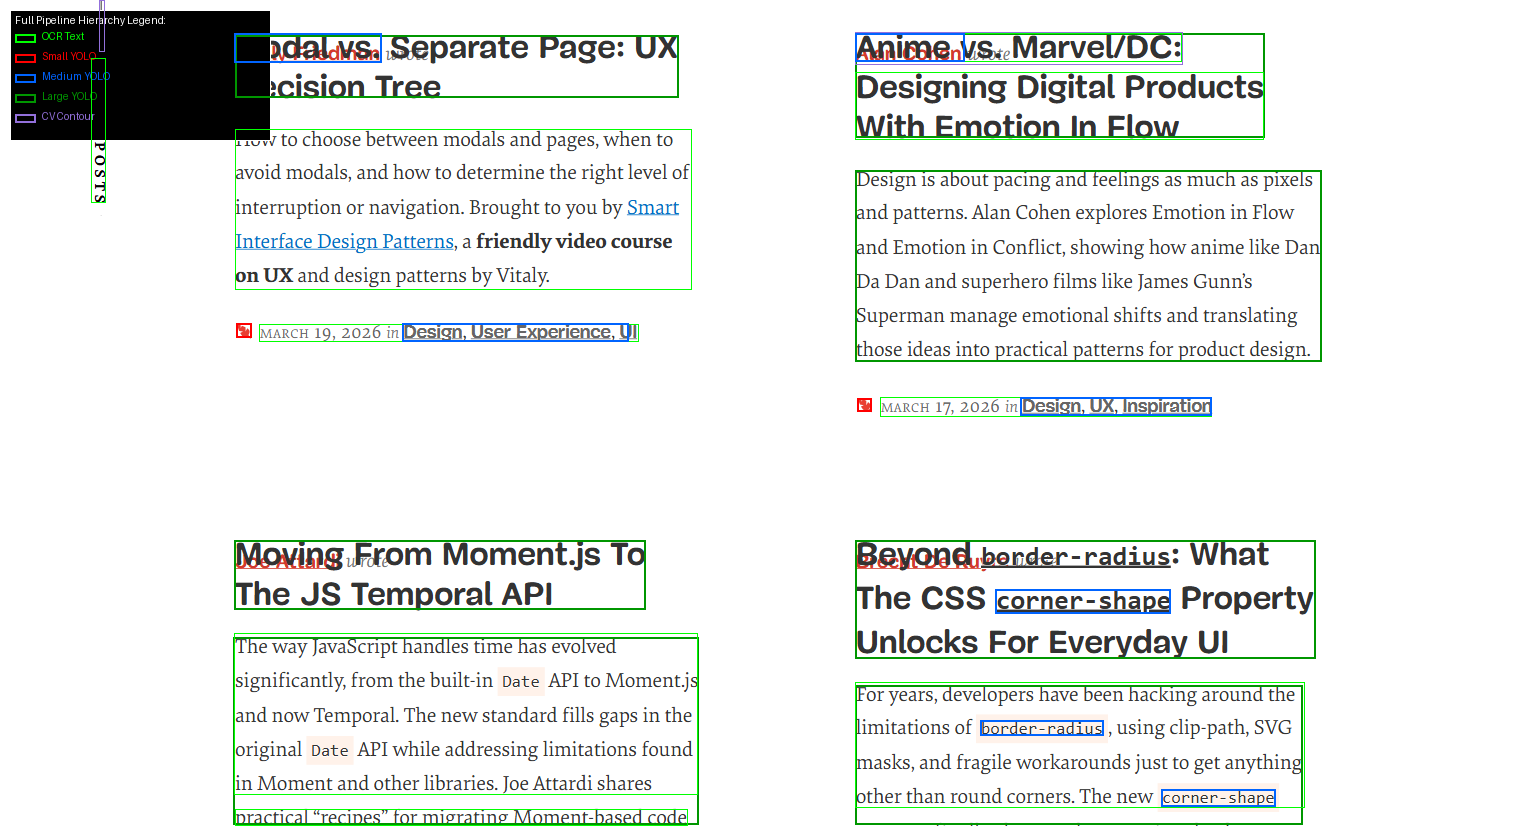 Full Pipeline Hierarchy Legend:
OCR Text
Small YOLO
Medium YOLO
Large YOLO
CV Contour
POSTS
vs. Separate Page: UX
wrote
Tree
How to choose between modals and pages, when to
avoid modals, and how to determine the right level of
interruption or navigation. Brought to you by Smart
Interface Design Patterns, a friendly video course
on UX and design patterns by Vitaly.
MARCH 19, 2026 in Design, User Experience, UI
Anime vs. Marvel/DC:
Alan Cohen wrote
Designing Digital Products
With Emotion In Flow
Design is about pacing and feelings as much as pixels
and patterns. Alan Cohen explores Emotion in Flow
and Emotion in Conflict, showing how anime like Dan
Da Dan and superhero films like James Gunn’s
Superman manage emotional shifts and translating
those ideas into practical patterns for product design.
MARCH 17, 2026 in Design, UX, Inspiration
Moving From Moment.js To
Joe Attardi wrote
The JS Temporal API
The way JavaScript handles time has evolved
significantly, from the built-in Date API to Moment.js
and now Temporal. The new standard fills gaps in the
original Date API while addressing limitations found
in Moment and other libraries. Joe Attardi shares
practical “recipes” for migrating Moment-based code
Beyond border-radius: What
wrote
The CSS corner-shape Property
Unlocks For Everyday UI
For years, developers have been hacking around the
limitations of border-radius, using clip-path, SVG
masks, and fragile workarounds just to get anything
other than round corners. The new corner-shape